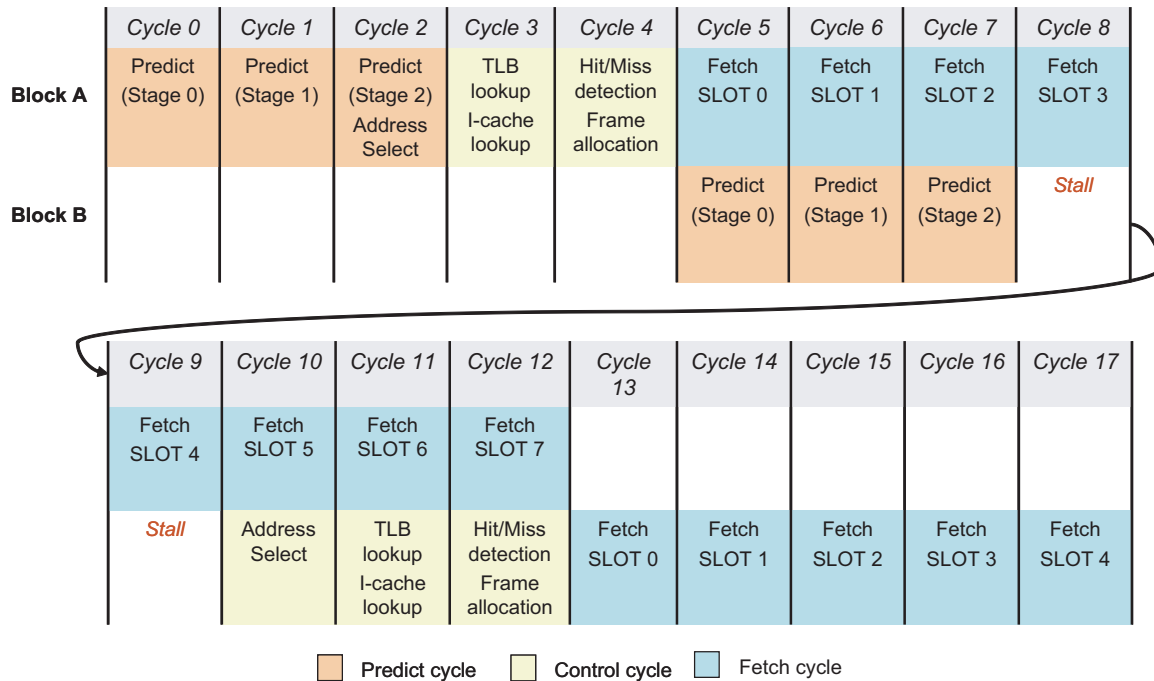 Cycle 0 Cycle 1 Cycle 2 Cycle 3 Cycle 4 Cycle 5 Cycle 6 Cycle 7 Cycle 8
Block A
Predict
(Stage 0)
Predict
(Stage 1)
Predict
(Stage 2)
Address
Select
TLB
lookup
I-cache
lookup
Hit/Miss
detection
Frame
allocation
Fetch
SLOT 0
Fetch
SLOT 1
Fetch
SLOT 2
Fetch
SLOT 3
Block B
Predict
(Stage 0)
Predict
(Stage 1)
Predict
(Stage 2)
Stall
Cycle 9 Cycle 10 Cycle 11 Cycle 12 Cycle
13 Cycle 14 Cycle 15 Cycle 16 Cycle 17
Fetch
SLOT 4
Fetch
SLOT 5
Fetch
SLOT 6
Fetch
SLOT 7
Stall
Address
Select
TLB
lookup
I-cache
lookup
Hit/Miss
detection
Frame
allocation
Fetch
SLOT 0
Fetch
SLOT 1
Fetch
SLOT 2
Fetch
SLOT 3
Fetch
SLOT 4
Predict cycle
Control cycle
Fetch cycle